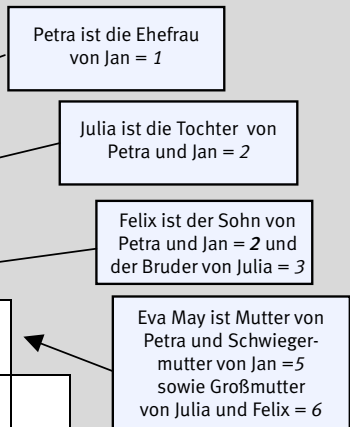 Petra ist die Ehefrau
von Jan = 1
Julia ist die Tochter von
Petra und Jan = 2
Felix ist der Sohn von
Petra und Jan = 2 und
der Bruder von Julia = 3
Eva May ist Mutter von
Petra und Schwieger-
mutter von Jan =5
sowie Großmutter
von Julia und Felix = 6